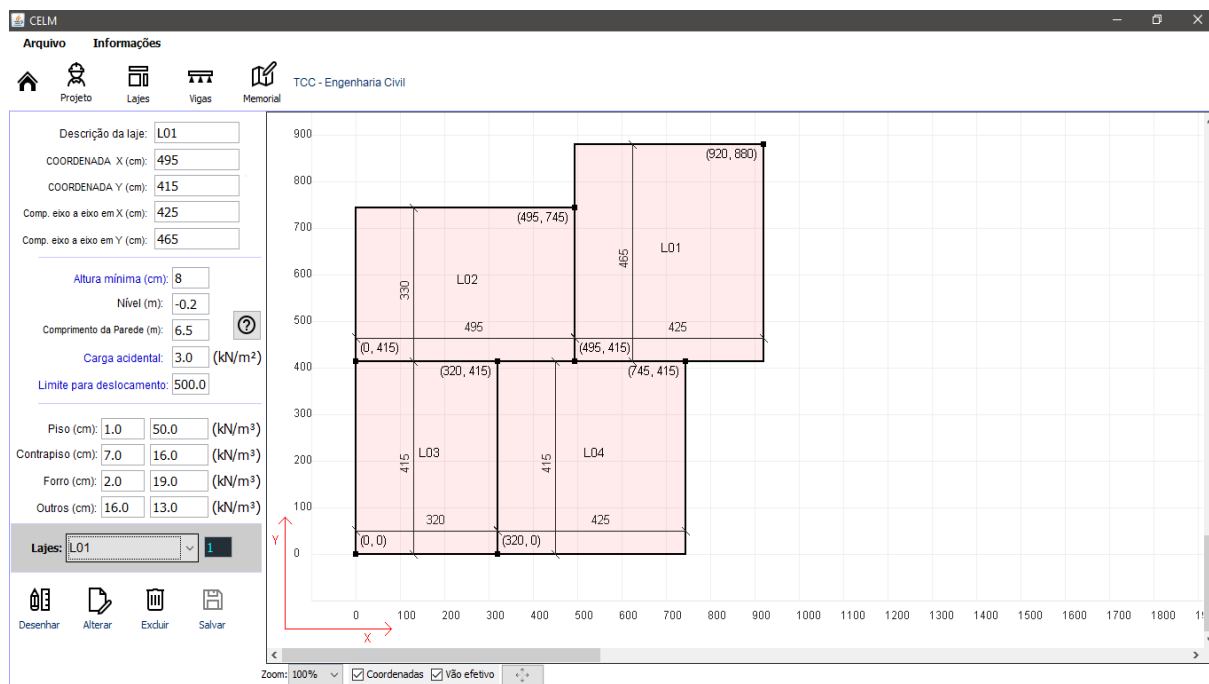 CELM
Arquivo Informações
Projeto Lajes Vigas Memorial TCC - Engenharia Civil
Descrição da laje: L01
COORDENADA X (cm): 495
COORDENADA Y (cm): 415
Comp. eixo a eixo em X (cm): 425
Comp. eixo a eixo em Y (cm): 465
Altura mínima (cm): 8
Nível (m): -0.2
Comprimento da Parede (m): 6.5
Carga acidental: 3.0 (kN/m²)
Limite para deslocamento: 500.0
Piso (cm): 1.0 50.0 (kN/m³)
Contrapiso (cm): 7.0 16.0 (kN/m³)
Forro (cm): 2.0 19.0 (kN/m³)
Outros (cm): 16.0 13.0 (kN/m³)
Lajes: L01 1
Desenhar Alterar Excluir Salvar
900
(920, 880)
800
(495, 745)
700
L01
465
600
L02
330
500
495 425
(0, 415) (495, 415)
400
(320, 415) (745, 415)
300
L03 L04
200
415 415
100
320 425
Y (0, 0) (320, 0)
0
0 100 200 300 400 500 600 700 800 900 1000 1100 1200 1300 1400 1500 1600 1700 1800
X
Zoom: 100% Coordenadas Vão efetivo